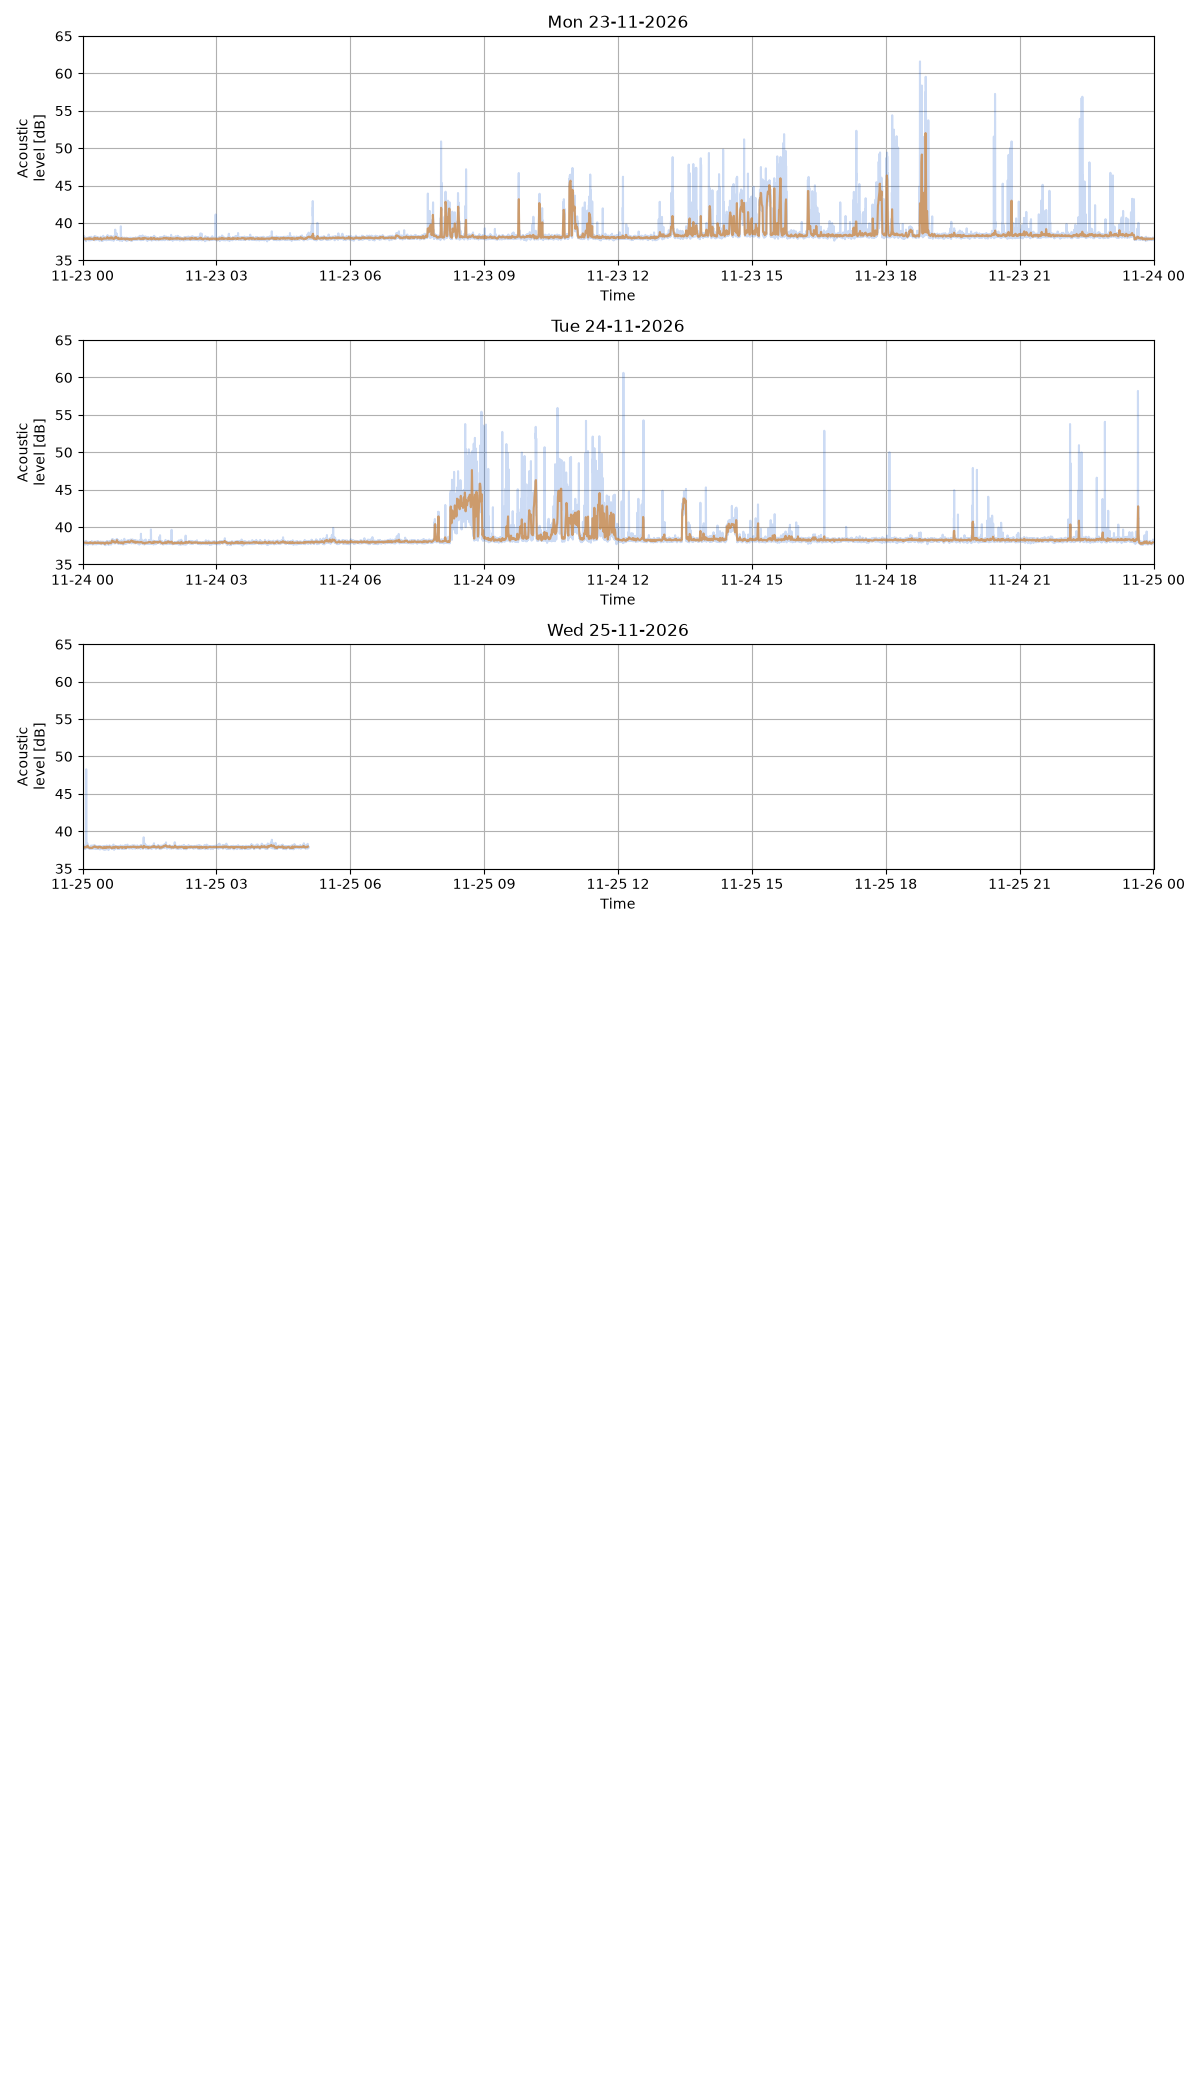 Mon 23-11-2026
65
60
55
50
45
40
35
Acoustic
level [dB]
11-23 00 11-23 03 11-23 06 11-23 09 11-23 12 11-23 15 11-23 18 11-23 21 11-24 00
Time
Tue 24-11-2026
65
60
55
50
45
40
35
Acoustic
level [dB]
11-24 00 11-24 03 11-24 06 11-24 09 11-24 12 11-24 15 11-24 18 11-24 21 11-25 00
Time
Wed 25-11-2026
65
60
55
50
45
40
35
Acoustic
level [dB]
11-25 00 11-25 03 11-25 06 11-25 09 11-25 12 11-25 15 11-25 18 11-25 21 11-26 00
Time